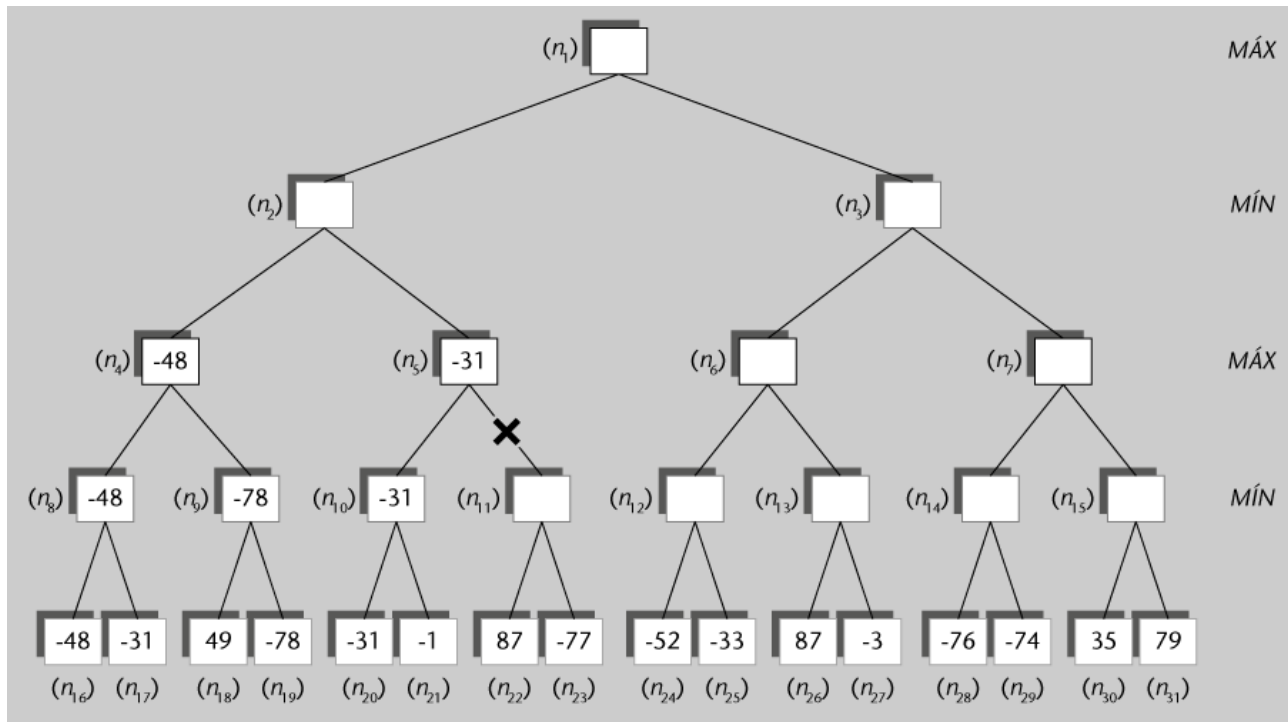 (n1) MÁX
(n2) (n3) MÍN
(n4) -48 (n5) -31 (n6) (n7) MÁX
(n8) -48 (n9) -78 (n10) -31 (n11) (n12) (n13) (n14) (n15) MÍN
-48 -31 49 -78 -31 -1 87 -77 -52 -33 87 -3 -76 -74 35 79
(n16) (n17) (n18) (n19) (n20) (n21) (n22) (n23) (n24) (n25) (n26) (n27) (n28) (n29) (n30) (n31)